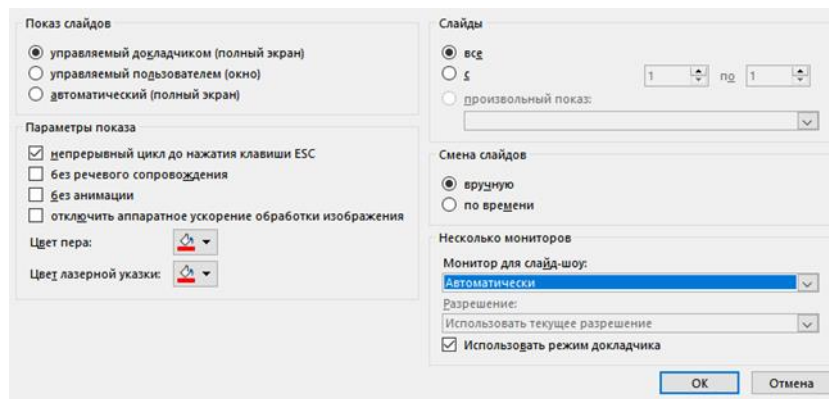 Показ слайдов
управляемый докладчиком (полный экран)
управляемый пользователем (окно)
автоматический (полный экран)
Параметры показа
непрерывный цикл до нажатия клавиши ESC
без речевого сопровождения
без анимации
отключить аппаратное ускорение обработки изображения
Цвет пера:
Цвет лазерной указки:
Слайды
все
с 1 по 1
произвольный показ:
Смена слайдов
вручную
по времени
Несколько мониторов
Монитор для слайд-шоу:
Автоматически
Разрешение:
Использовать текущее разрешение
Использовать режим докладчика
ОК Отмена